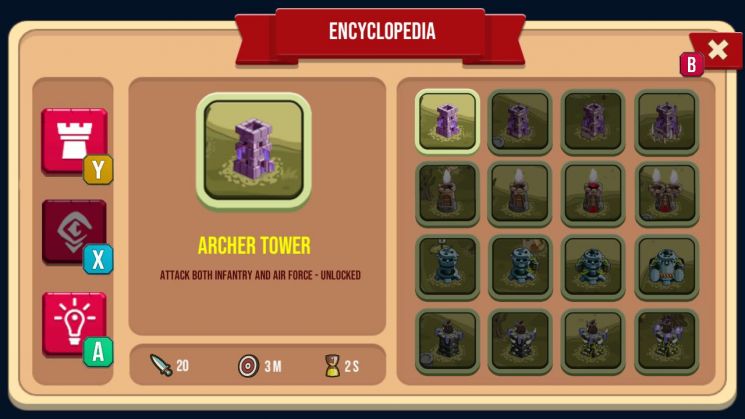 ENCYCLOPEDIA
B
Y
X
A
ARCHER TOWER
ATTACK BOTH INFANTRY AND AIR FORCE - UNLOCKED
20
3 M
2 S